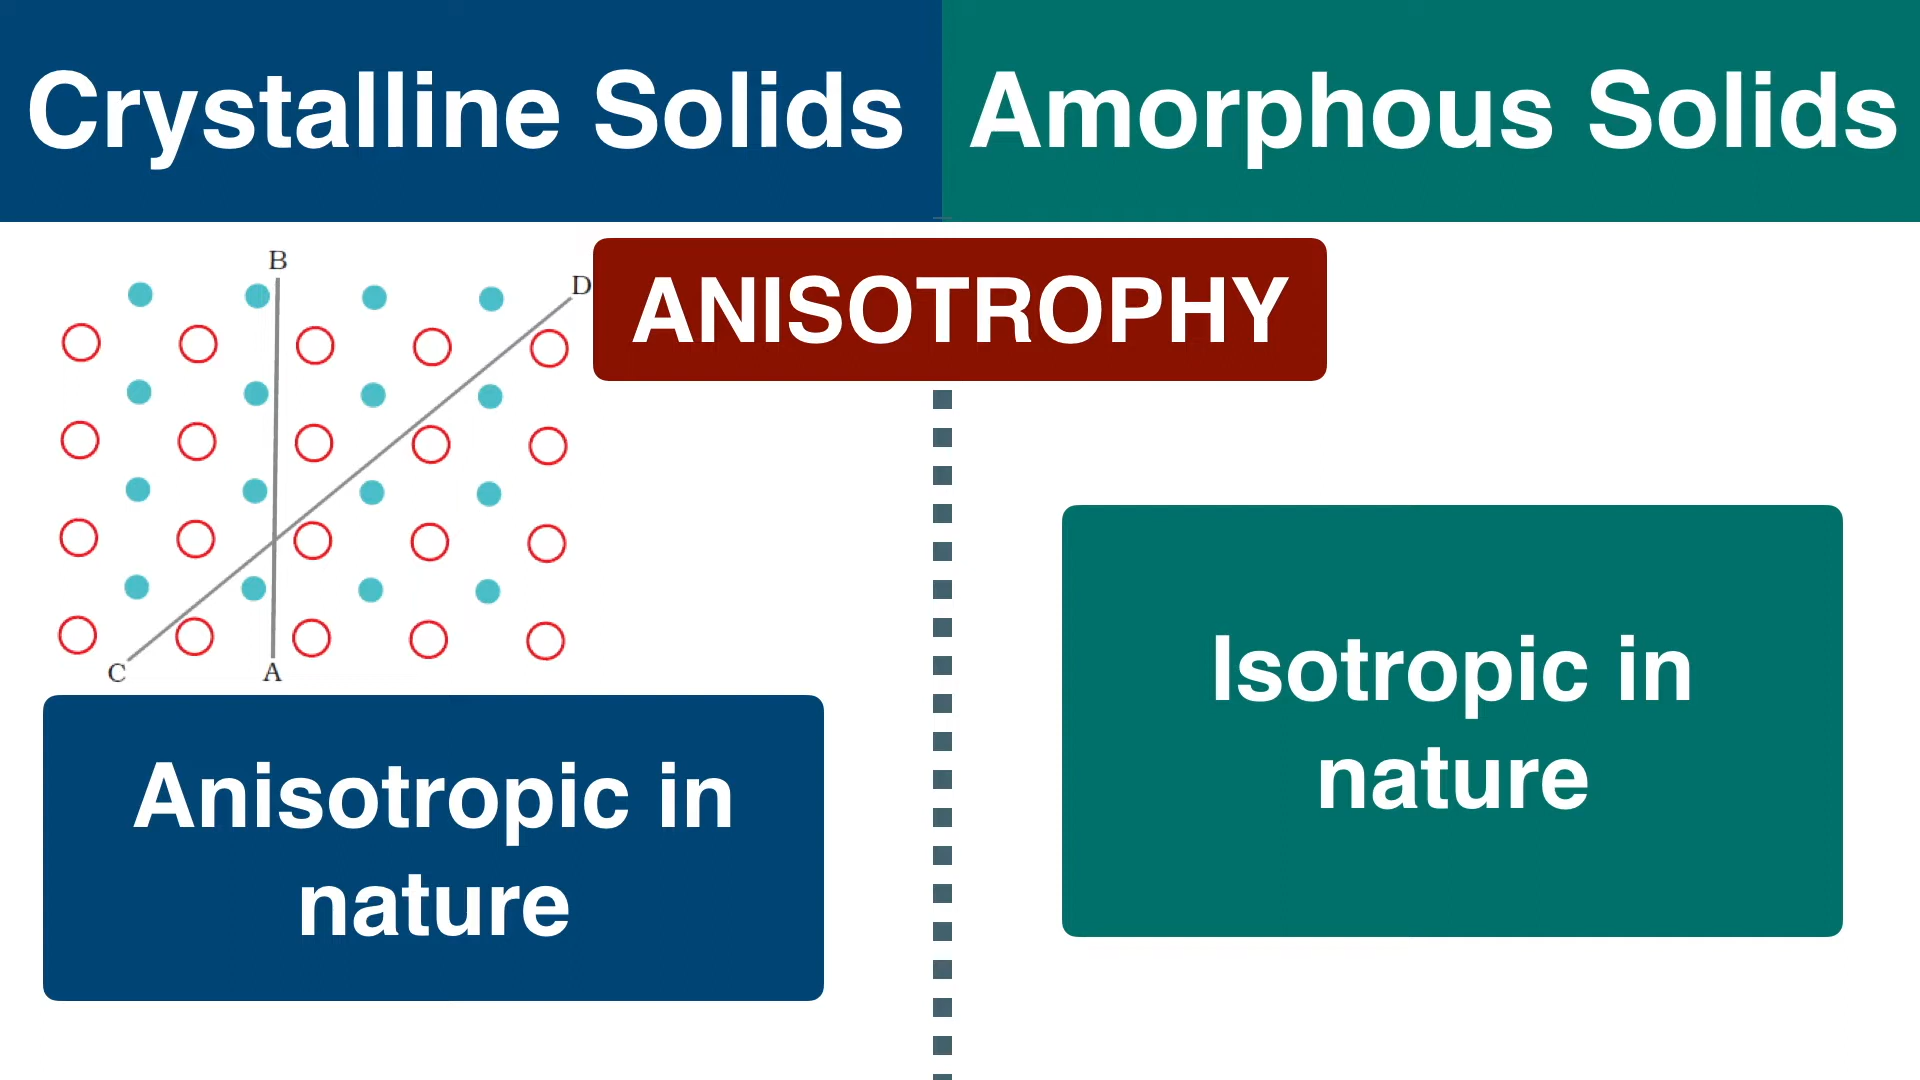 Crystalline Solids
Amorphous Solids
ANISOTROPHY
B
D
C
A
Anisotropic in
nature
Isotropic in
nature